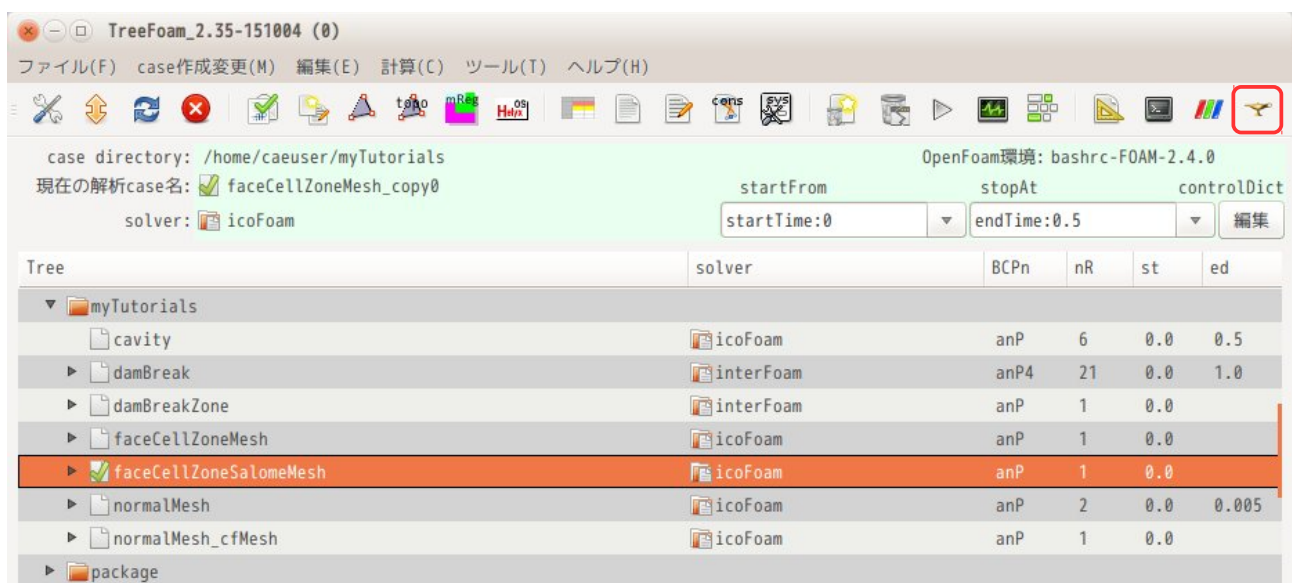 TreeFoam_2.35-151004 (0)
ファイル(F) case作成変更(M) 編集(E) 計算(C) ツール(T) ヘルプ(H)
topo mReg Helyx OS cons sys
case directory: /home/caeuser/myTutorials OpenFoam環境: bashrc-FOAM-2.4.0
現在の解析case名: faceCellZoneMesh_copy0 startFrom stopAt controlDict
solver: icoFoam startTime:0 endTime:0.5 編集
Tree solver BCPn nR st ed
myTutorials
cavity icoFoam anP 6 0.0 0.5
damBreak interFoam anP4 21 0.0 1.0
damBreakZone interFoam anP 1 0.0
faceCellZoneMesh icoFoam anP 1 0.0
faceCellZoneSalomeMesh icoFoam anP 1 0.0
normalMesh icoFoam anP 2 0.0 0.005
normalMesh_cfMesh icoFoam anP 1 0.0
package